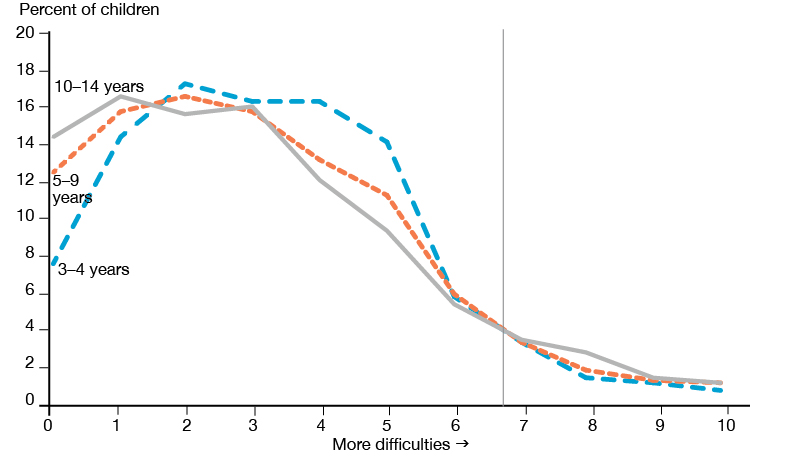 Percent of children
20
18
16
14
12
10
8
6
4
2
0
10–14 years
5–9
years
3–4 years
0 1 2 3 4 5 6 7 8 9 10
More difficulties →